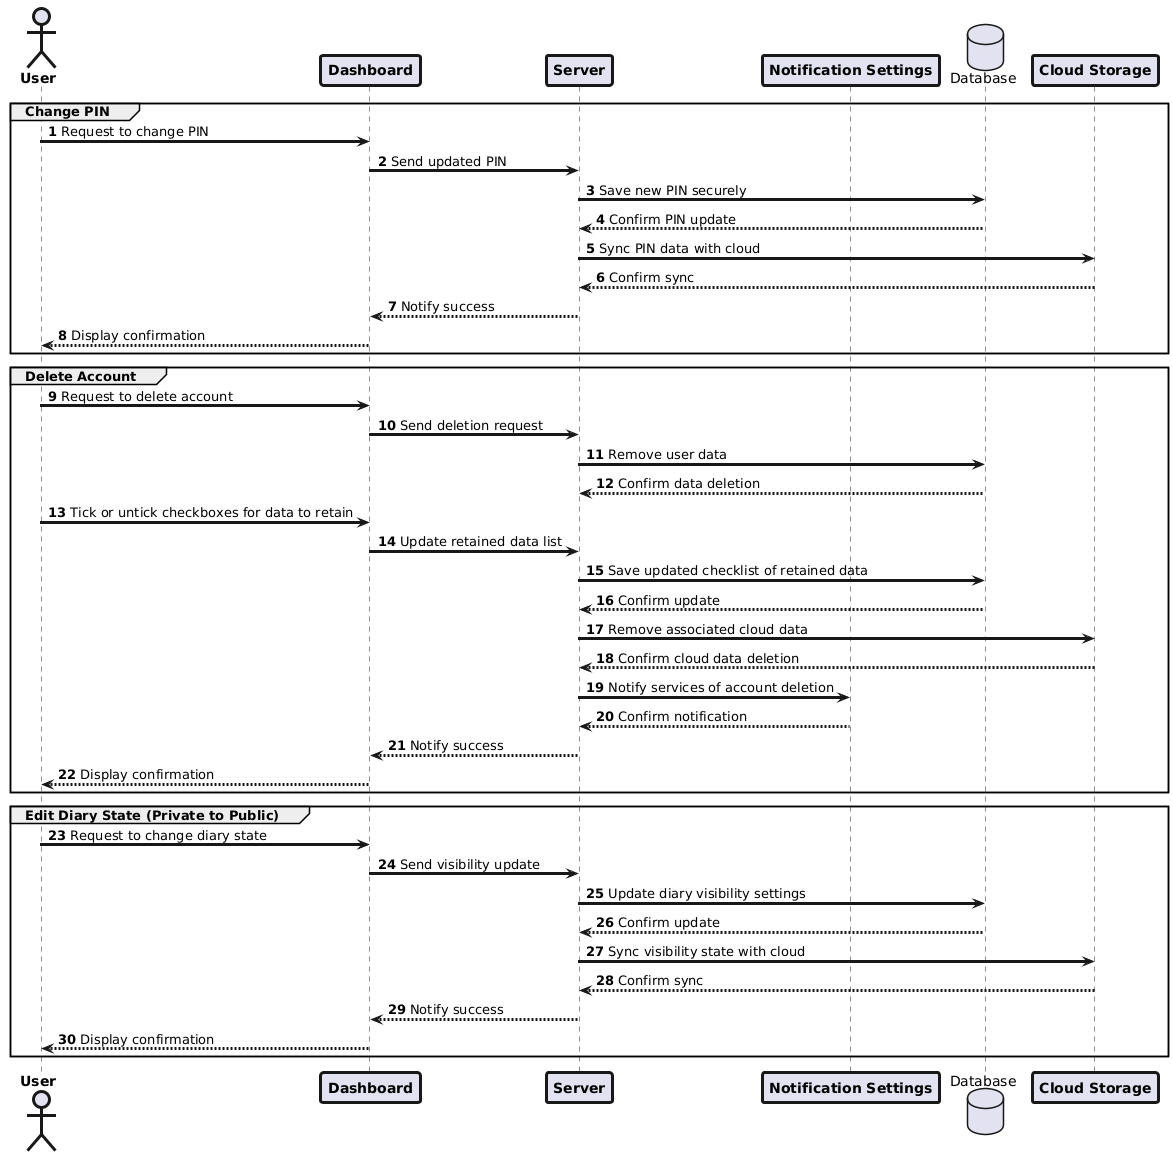 User
Dashboard
Server
Notification Settings
Database
Cloud Storage
Change PIN
1 Request to change PIN
2 Send updated PIN
3 Save new PIN securely
4 Confirm PIN update
5 Sync PIN data with cloud
6 Confirm sync
7 Notify success
8 Display confirmation
Delete Account
9 Request to delete account
10 Send deletion request
11 Remove user data
12 Confirm data deletion
13 Tick or untick checkboxes for data to retain
14 Update retained data list
15 Save updated checklist of retained data
16 Confirm update
17 Remove associated cloud data
18 Confirm cloud data deletion
19 Notify services of account deletion
20 Confirm notification
21 Notify success
22 Display confirmation
Edit Diary State (Private to Public)
23 Request to change diary state
24 Send visibility update
25 Update diary visibility settings
26 Confirm update
27 Sync visibility state with cloud
28 Confirm sync
29 Notify success
30 Display confirmation
User
Dashboard
Server
Notification Settings
Database
Cloud Storage